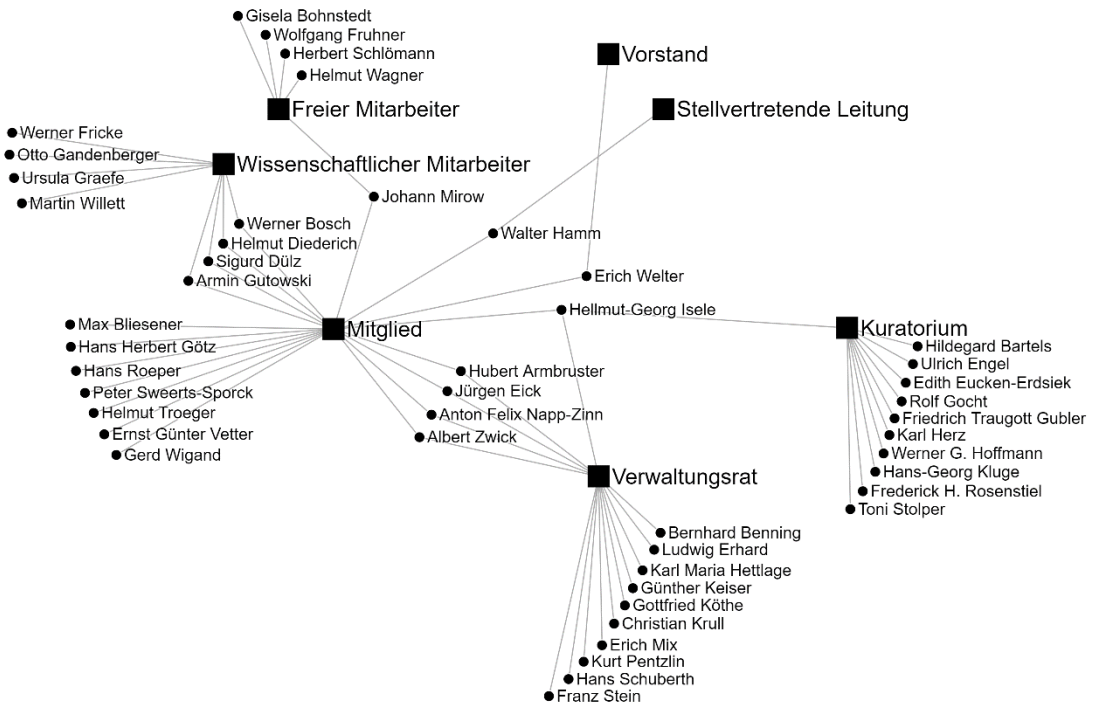 Gisela Bohnstedt
Wolfgang Fruhner
Herbert Schlömann
Helmut Wagner
Vorstand
Freier Mitarbeiter
Stellvertretende Leitung
Werner Fricke
Otto Gandenberger
Ursula Graefe
Martin Willett
Wissenschaftlicher Mitarbeiter
Johann Mirow
Werner Bosch
Helmut Diederich
Sigurd Dülz
Armin Gutowski
Walter Hamm
Erich Welter
Hellmut-Georg Isele
Max Bliesener
Hans Herbert Götz
Hans Roeper
Peter Sweerts-Sporck
Helmut Troeger
Ernst Günter Vetter
Gerd Wigand
Mitglied
Kuratorium
Hildegard Bartels
Ulrich Engel
Edith Eucken-Erdsiek
Rolf Gocht
Friedrich Traugott Gubler
Karl Herz
Werner G. Hoffmann
Hans-Georg Kluge
Frederick H. Rosenstiel
Toni Stolper
Hubert Armbruster
Jürgen Eick
Anton Felix Napp-Zinn
Albert Zwick
Verwaltungsrat
Bernhard Benning
Ludwig Erhard
Karl Maria Hettlage
Günther Keiser
Gottfried Köthe
Christian Krull
Erich Mix
Kurt Pentzlin
Hans Schuberth
Franz Stein